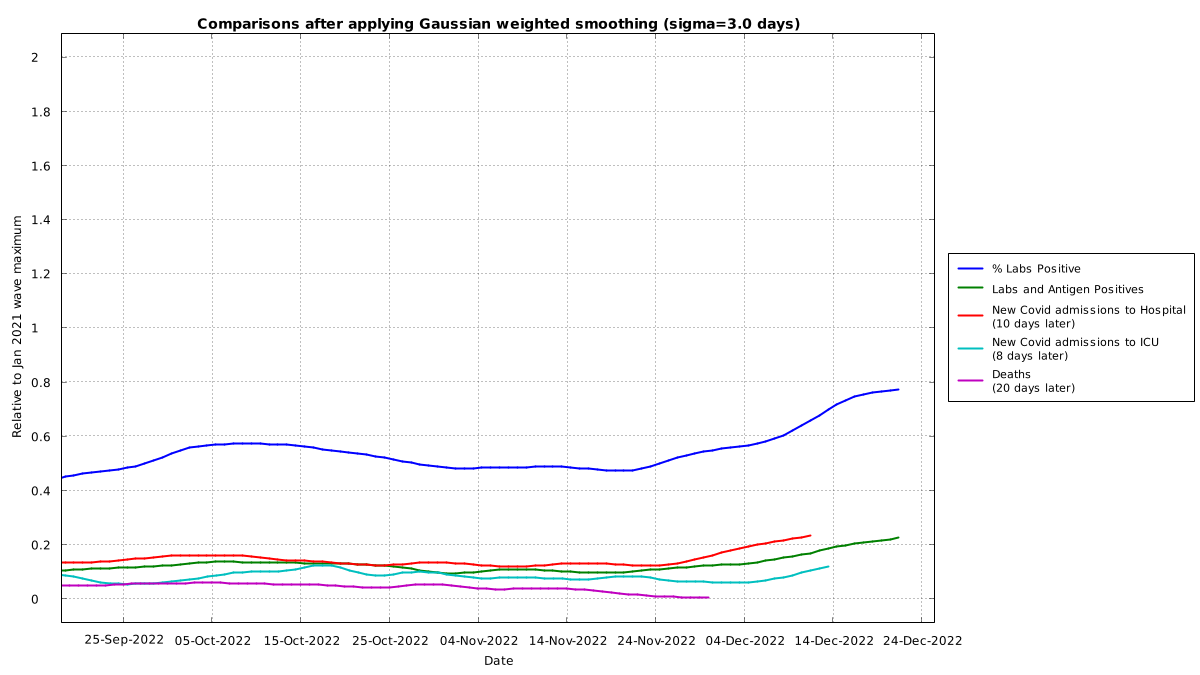 Comparisons after applying Gaussian weighted smoothing (sigma=3.0 days)
Relative to Jan 2021 wave maximum
2
1.8
1.6
1.4
1.2
1
0.8
0.6
0.4
0.2
0
25-Sep-2022 05-Oct-2022 15-Oct-2022 25-Oct-2022 04-Nov-2022 14-Nov-2022 24-Nov-2022 04-Dec-2022 14-Dec-2022 24-Dec-2022
Date
% Labs Positive
Labs and Antigen Positives
New Covid admissions to Hospital
(10 days later)
New Covid admissions to ICU
(8 days later)
Deaths
(20 days later)